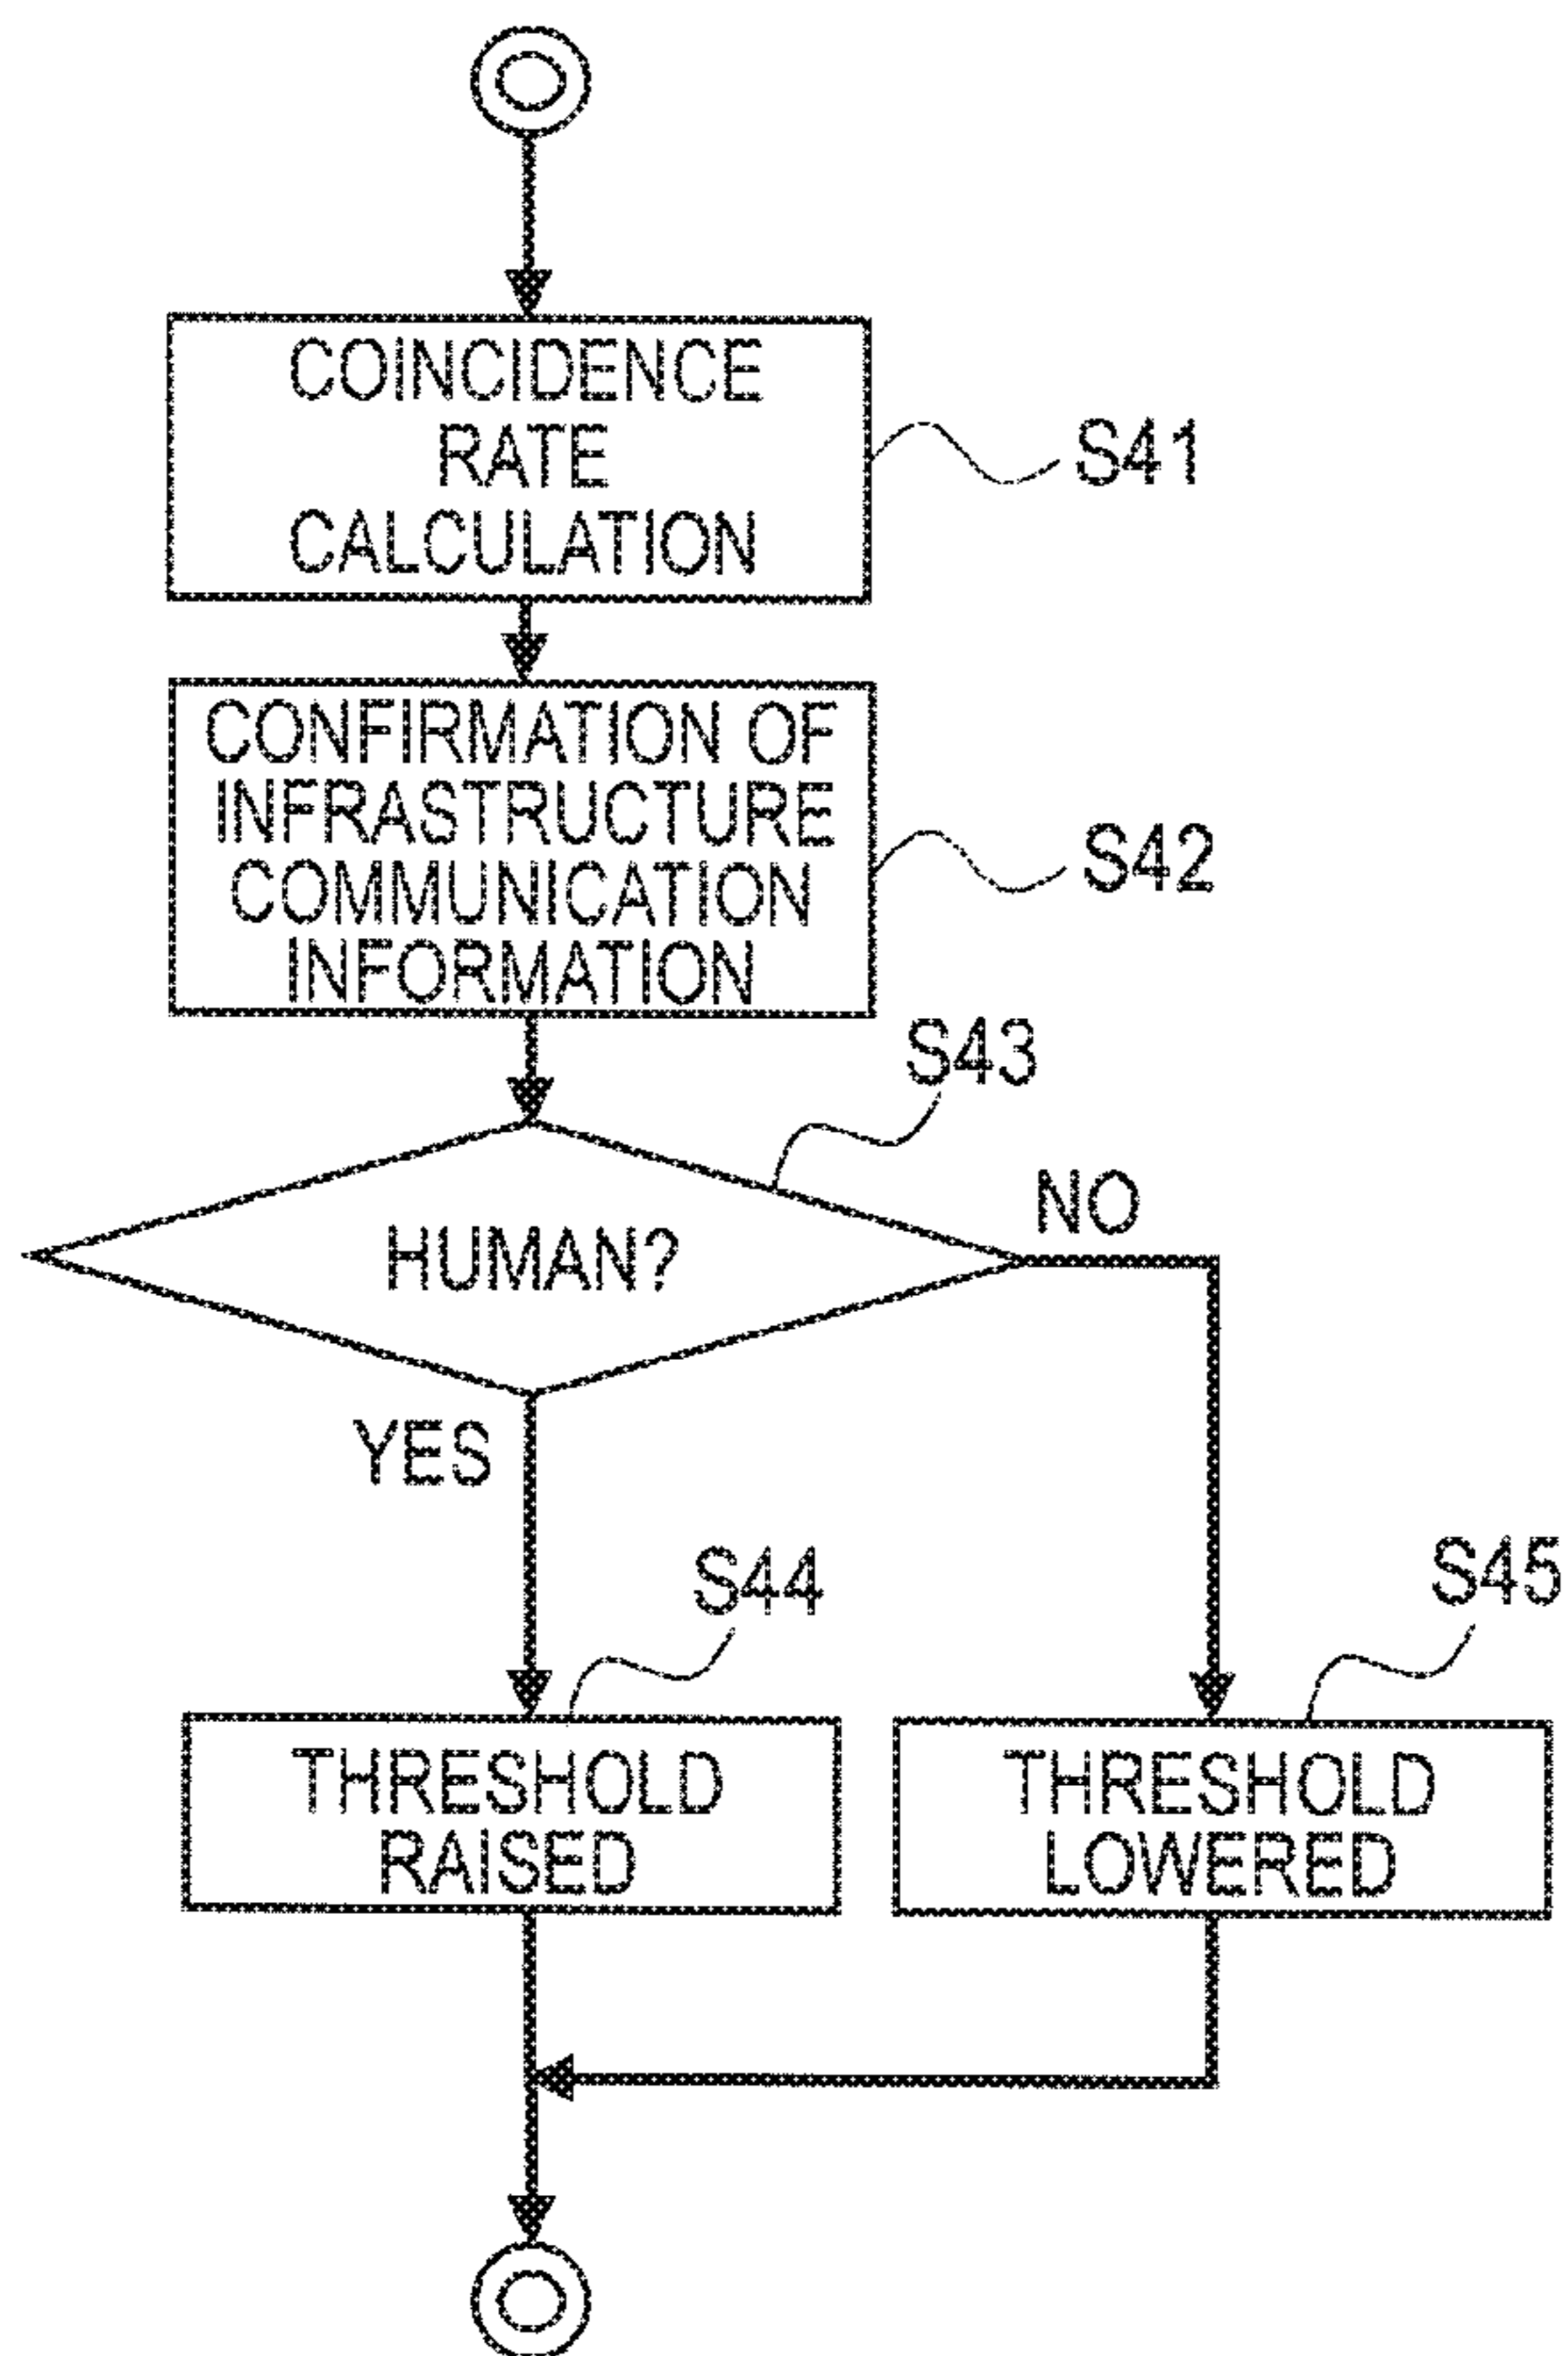 COINCIDENCE
RATE
CALCULATION
S41
CONFIRMATION OF
INFRASTRUCTURE
COMMUNICATION
INFORMATION
S42
S43
HUMAN?
NO
YES
S44
S45
THRESHOLD
RAISED
THRESHOLD
LOWERED